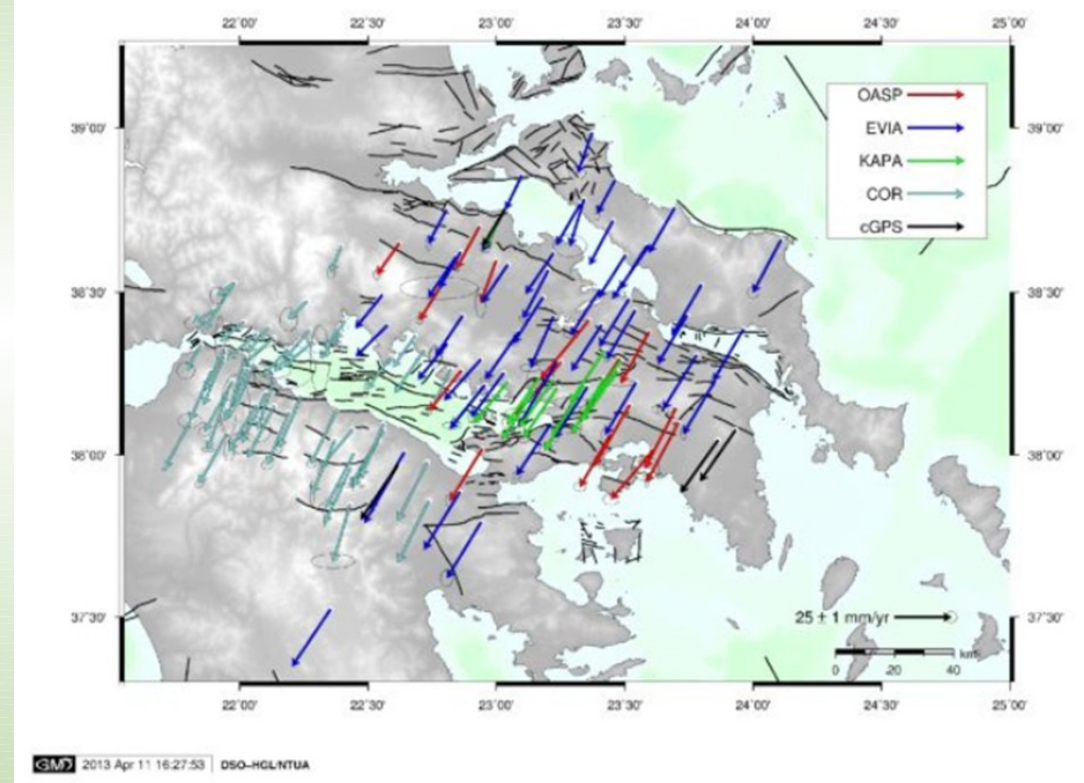 22˚00' 22˚30' 23˚00' 23˚30' 24˚00' 24˚30' 25˚00'
OASP
39˚00' EVIA 39˚00'
KAPA
COR
cGPS
38˚30' 38˚30'
38˚00' 38˚00'
37˚30' 25 ± 1 mm/yr 37˚30'
km
0 20 40
22˚00' 22˚30' 23˚00' 23˚30' 24˚00' 24˚30' 25˚00'
GMD 2013 Apr 11 16:27:53 DSO-HGL/NTUA